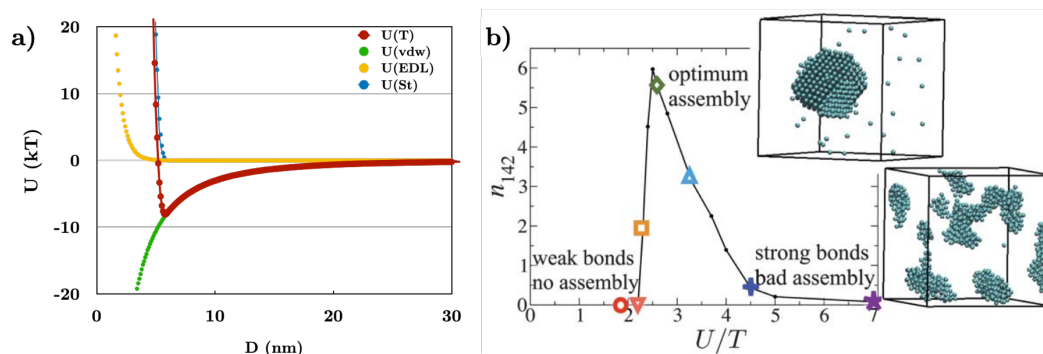 a)
20
10
0
-10
-20
U (kT)
0
10
20
30
D (nm)
U(T)
U(vdw)
U(EDL)
U(St)
b)
6
5
4
3
2
1
0
n142
optimum
assembly
weak bonds
no assembly
strong bonds
bad assembly
0
1
2
3
4
5
6
7
U/T